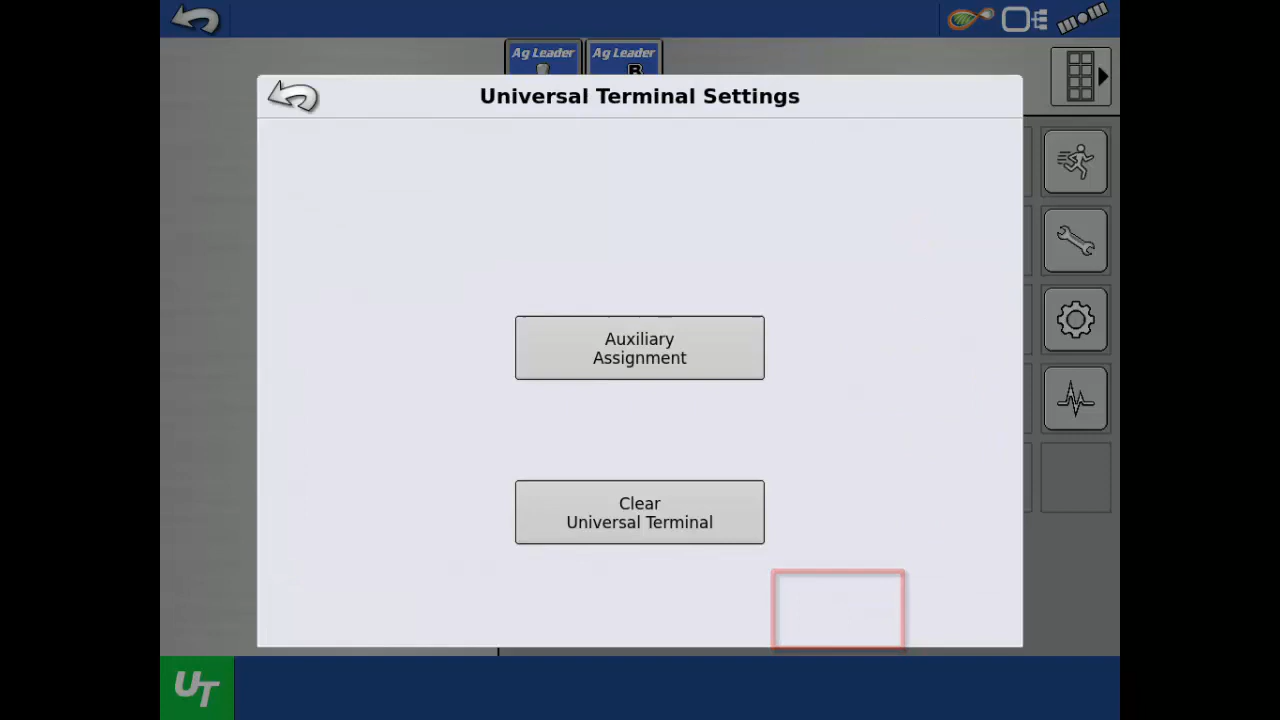 Ag Leader
Ag Leader
B
Universal Terminal Settings
Auxiliary
Assignment
Clear
Universal Terminal
UT